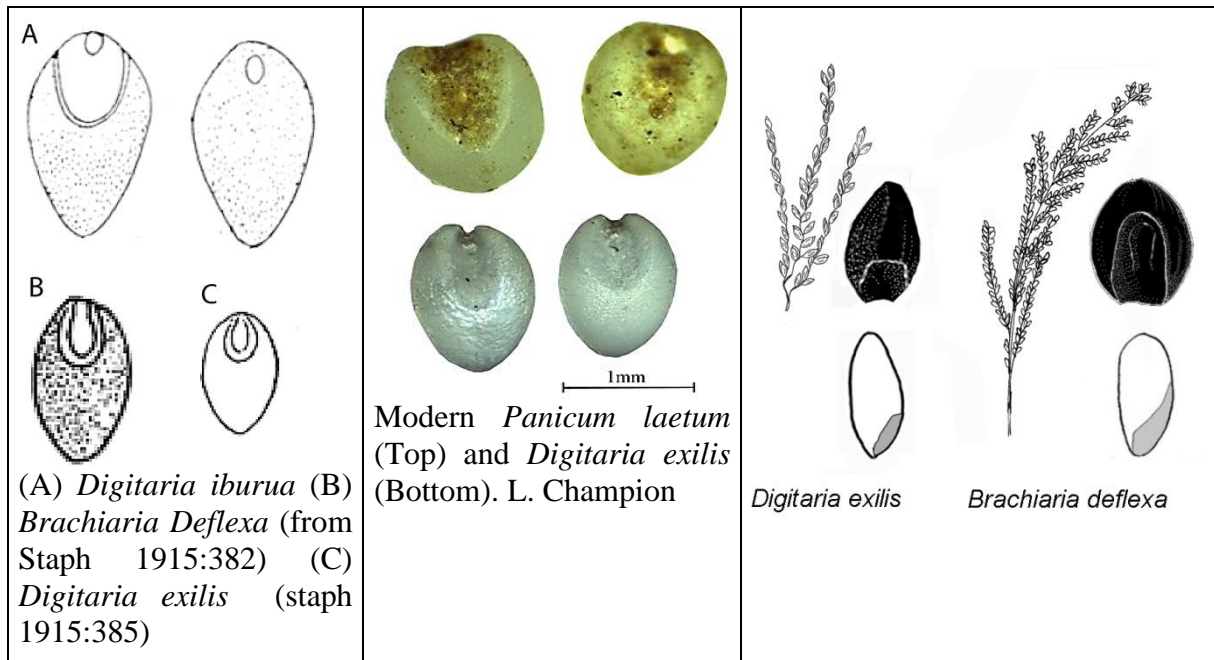 A
B
C
(A) Digitaria iburua (B)
Brachiaria Deflexa (from
Staph 1915:382) (C)
Digitaria exilis (staph
1915:385)
1mm
Modern Panicum laetum
(Top) and Digitaria exilis
(Bottom). L. Champion
Digitaria exilis
Brachiaria deflexa